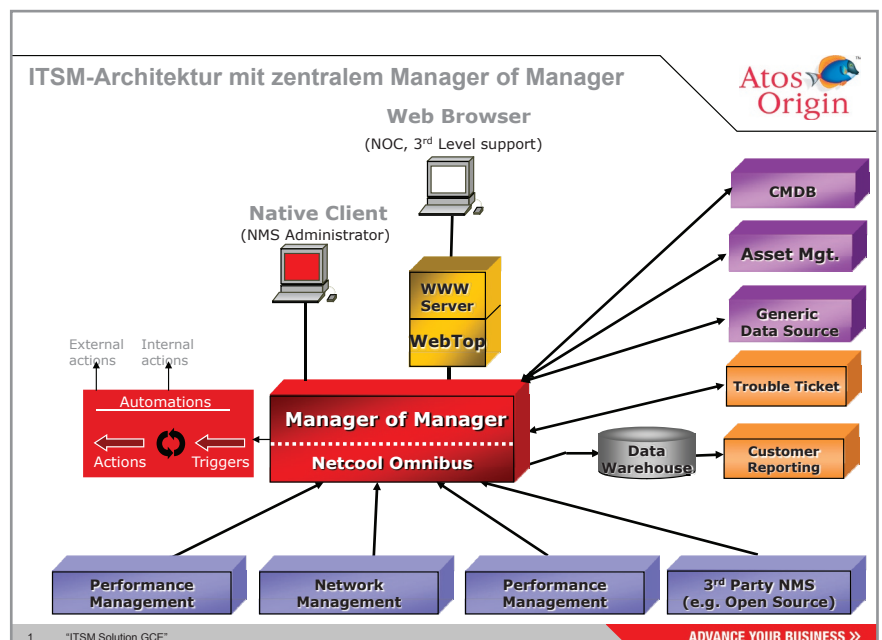 ITSM-Architektur mit zentralem Manager of Manager
Atos
Origin
™
Web Browser
(NOC, 3rd Level support)
Native Client
(NMS Administrator)
CMDB
Asset Mgt.
Generic
Data Source
Trouble Ticket
Customer
Reporting
Data
Warehouse
WWW
Server
WebTop
External
actions
Internal
actions
Automations
Actions
Triggers
Manager of Manager
Netcool Omnibus
Performance
Management
Network
Management
Performance
Management
3rd Party NMS
(e.g. Open Source)
1 "ITSM Solution GCE"
ADVANCE YOUR BUSINESS »